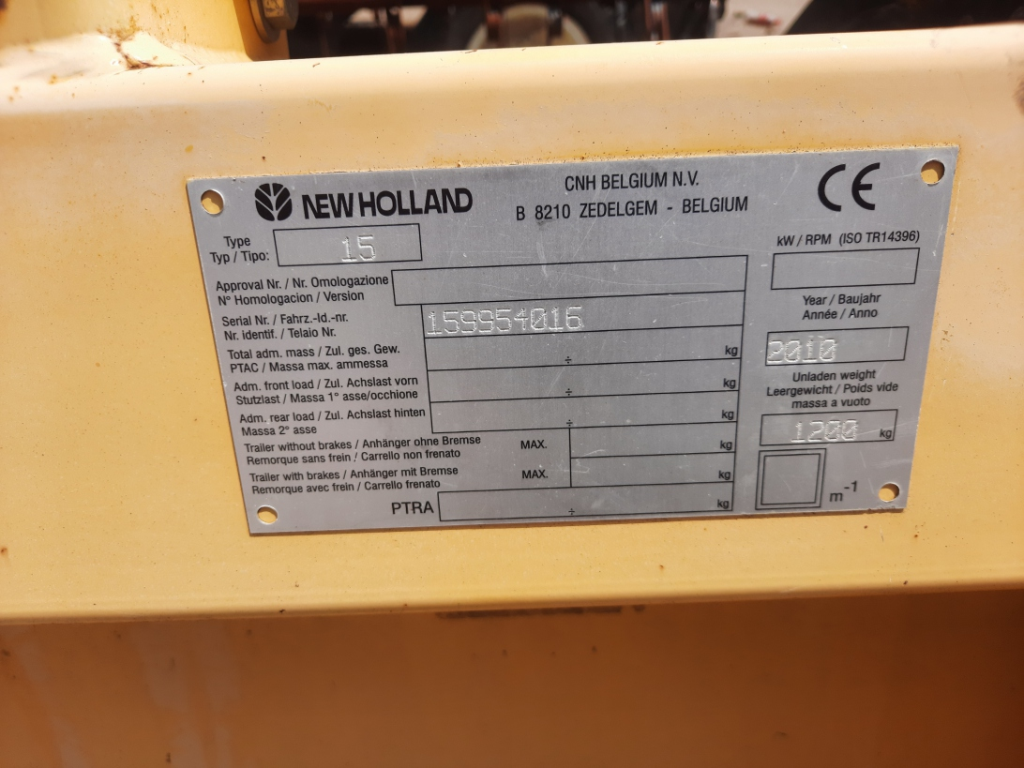 NEW HOLLAND
CNH BELGIUM N.V.
B 8210 ZEDELGEM - BELGIUM
CE
Type
Typ / Tipo:
15
Approval Nr. / Nr. Omologazione
N° Homologacion / Version
Serial Nr. / Fahrz.-Id.-nr.
Nr. identif. / Telaio Nr.
159954016
Total adm. mass / Zul. ges. Gew.
PTAC / Massa max. ammessa
÷ kg
Adm. front load / Zul. Achslast vorn
Stutzlast / Massa 1° asse/occhione
÷ kg
Adm. rear load / Zul. Achslast hinten
Massa 2° asse
÷ kg
Trailer without brakes / Anhänger ohne Bremse
Remorque sans frein / Carrello non frenato
MAX. kg
Trailer with brakes / Anhänger mit Bremse
Remorque avec frein / Carrello frenato
MAX. kg
PTRA ÷ kg
kW / RPM (ISO TR14396)
Year / Baujahr
Année / Anno
2010
Unladen weight
Leergewicht / Poids vide
massa a vuoto
1200 kg
m-1